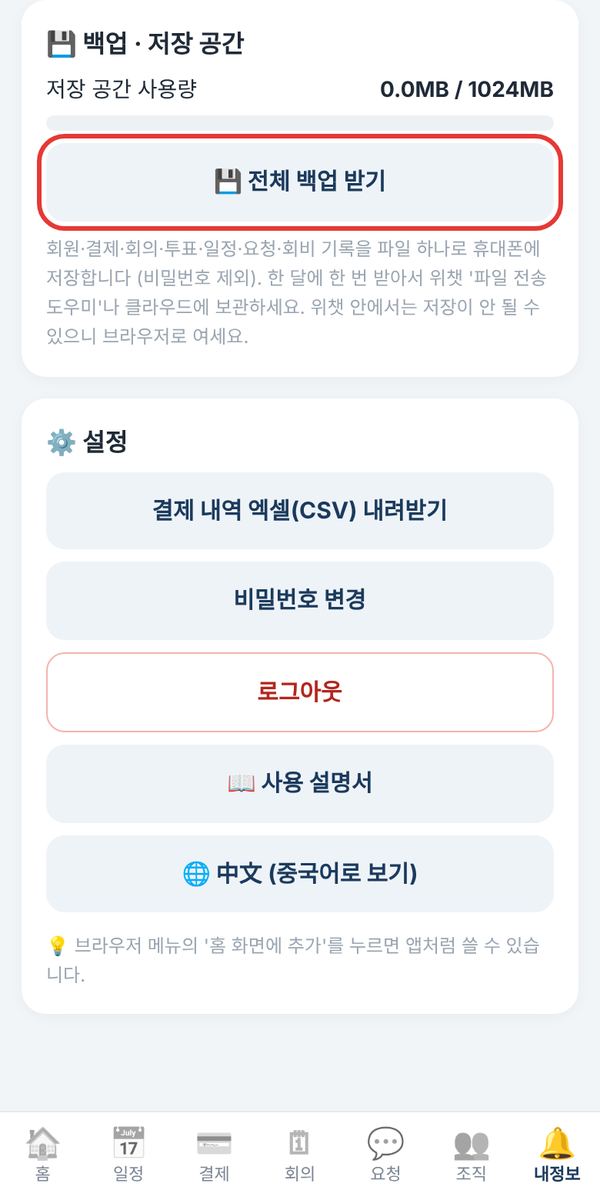 💾 백업 · 저장 공간
저장 공간 사용량 0.0MB / 1024MB
💾 전체 백업 받기
회원·결제·회의·투표·일정·요청·회비 기록을 파일 하나로 휴대폰에
저장합니다 (비밀번호 제외). 한 달에 한 번 받아서 위챗 '파일 전송
도우미'나 클라우드에 보관하세요. 위챗 안에서는 저장이 안 될 수
있으니 브라우저로 여세요.
⚙️ 설정
결제 내역 엑셀(CSV) 내려받기
비밀번호 변경
로그아웃
📖 사용 설명서
🌐 中文 (중국어로 보기)
💡 브라우저 메뉴의 '홈 화면에 추가'를 누르면 앱처럼 쓸 수 있습
니다.
July
17
홈 일정 결제 회의 요청 조직 내정보